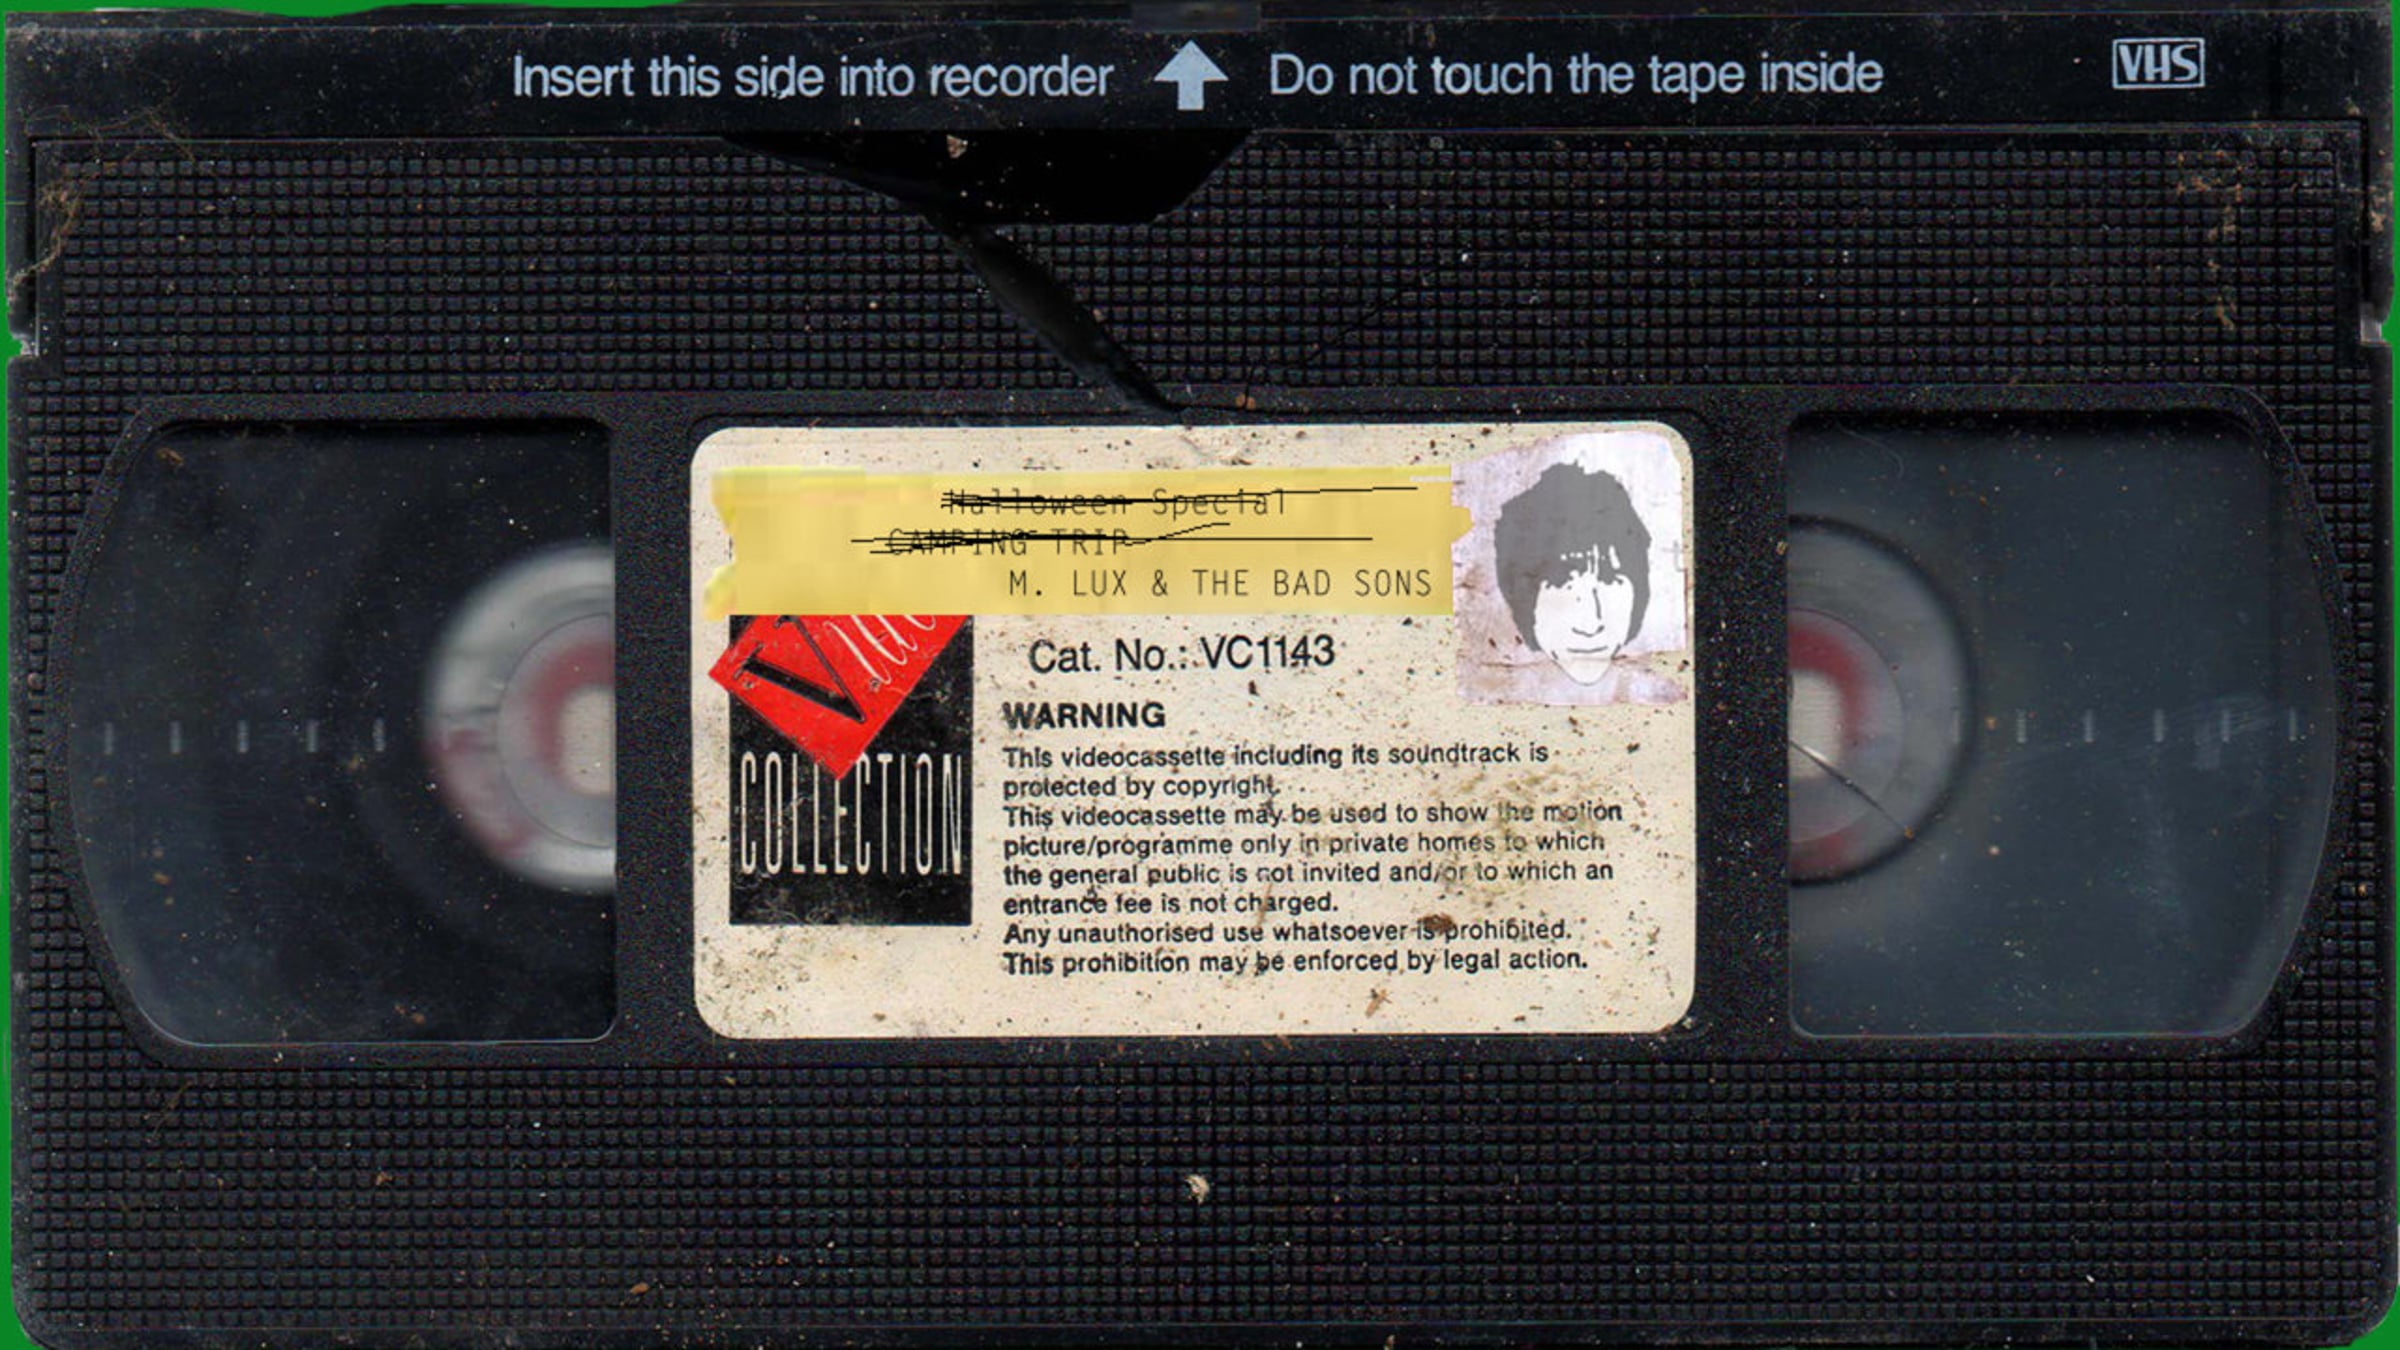 Insert this side into recorder Do not touch the tape inside VHS
Halloween Special
CAMPING TRIP
M. LUX & THE BAD SONS
Cat. No.: VC1143
COLLECTION
WARNING
This videocassette including its soundtrack is
protected by copyright.
This videocassette may be used to show the motion
picture/programme only in private homes to which
the general public is not invited and/or to which an
entrance fee is not charged.
Any unauthorised use whatsoever is prohibited.
This prohibition may be enforced by legal action.